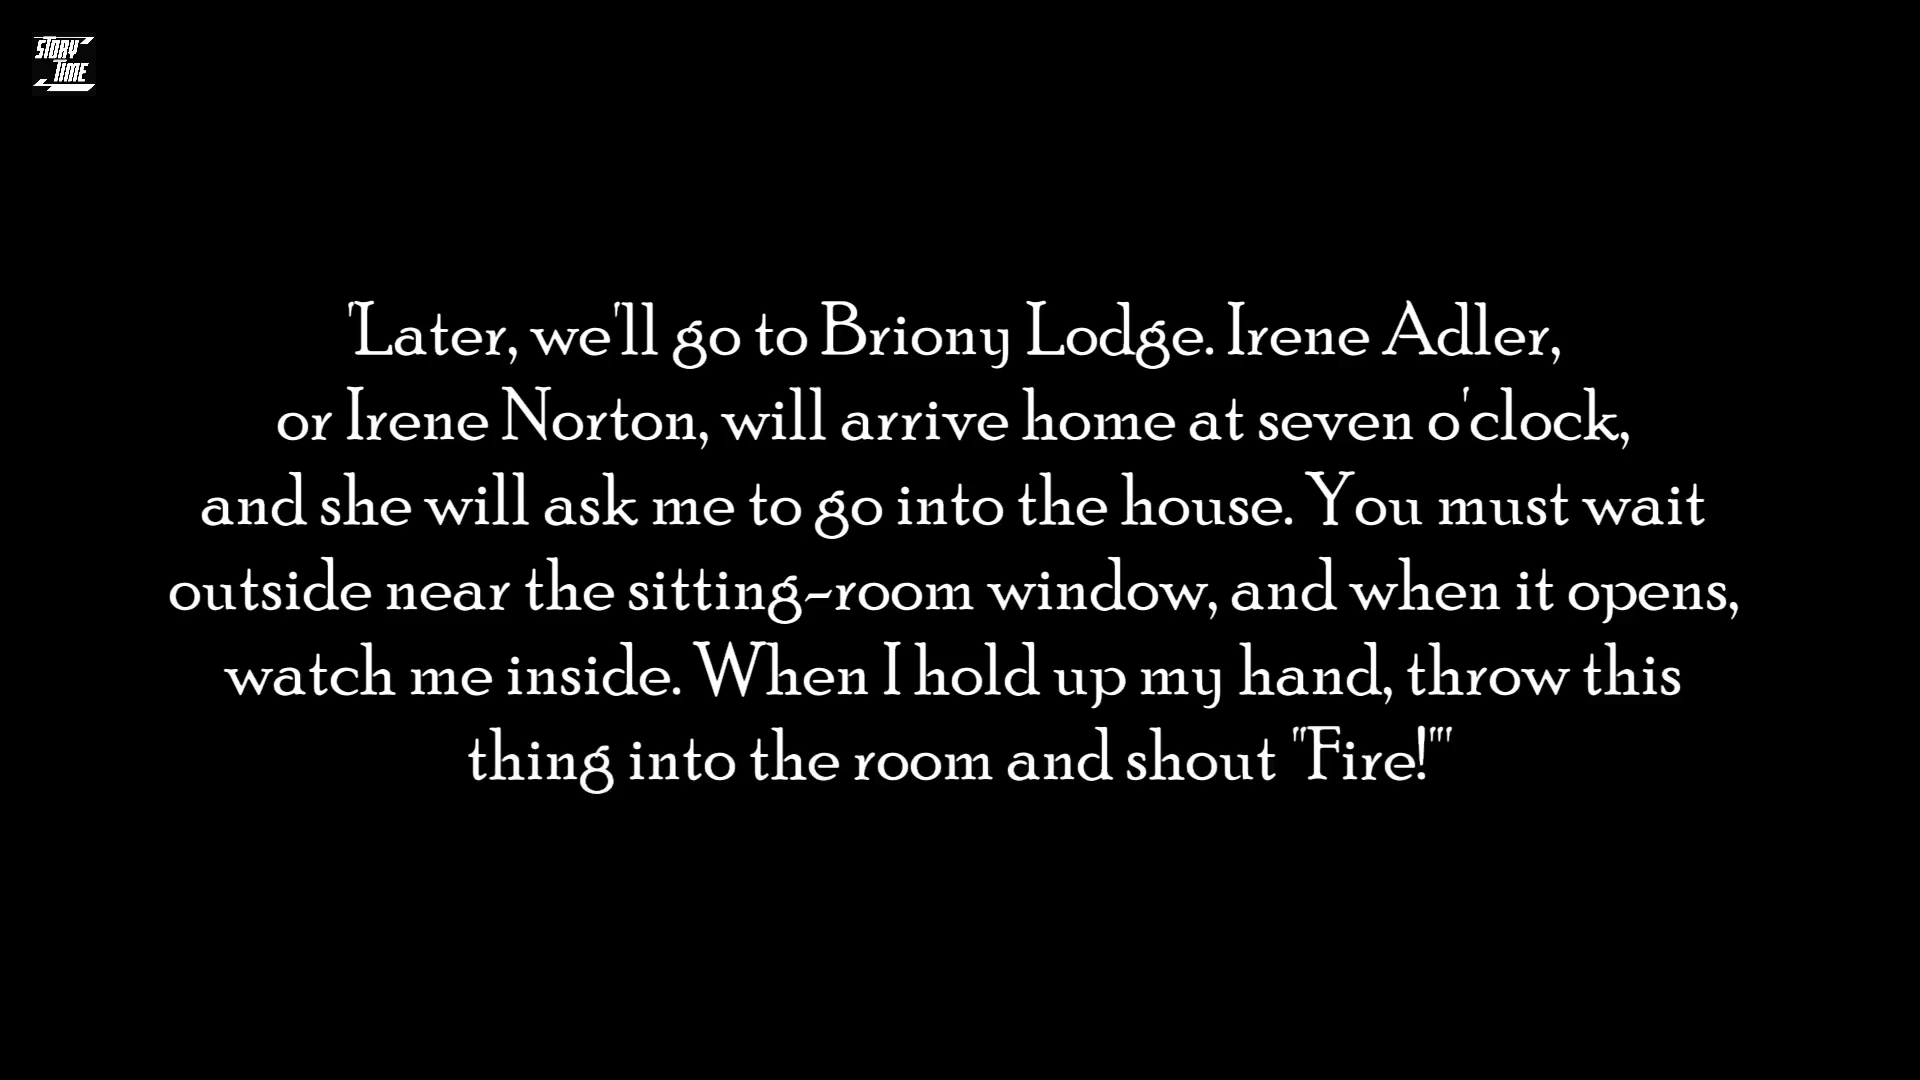 STORY
TIME
'Later, we'll go to Briony Lodge. Irene Adler,
or Irene Norton, will arrive home at seven o'clock,
and she will ask me to go into the house. You must wait
outside near the sitting-room window, and when it opens,
watch me inside. When I hold up my hand, throw this
thing into the room and shout "Fire!"'